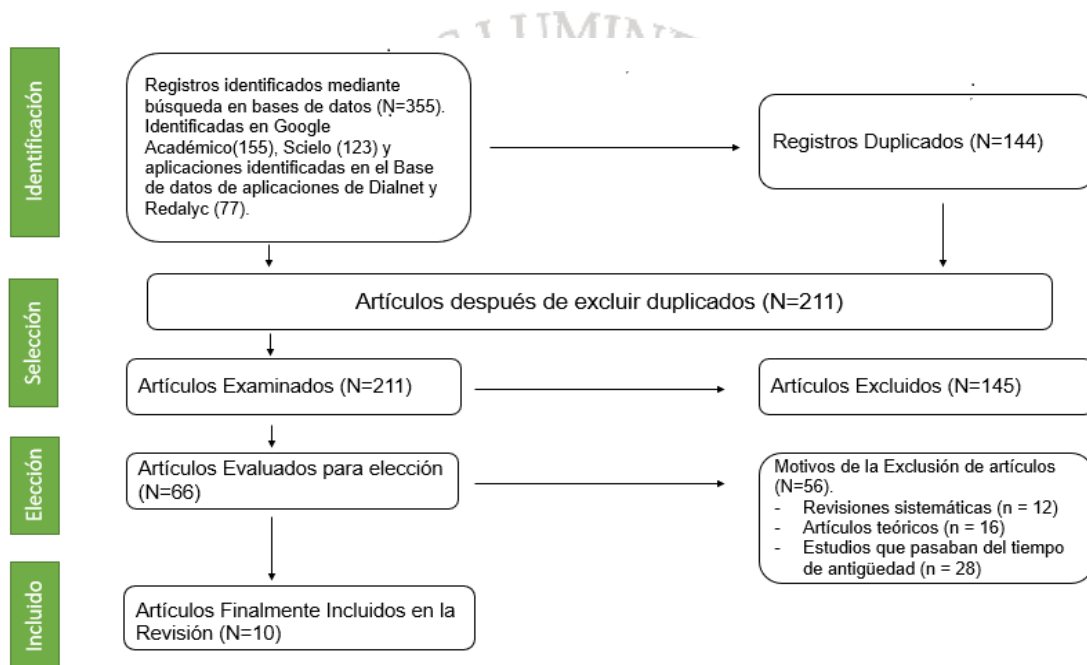 LUMIN
Identificación
Registros identificados mediante
búsqueda en bases de datos (N=355).
Identificadas en Google
Académico(155), Scielo (123) y
aplicaciones identificadas en el Base
de datos de aplicaciones de Dialnet y
Redalyc (77).
Registros Duplicados (N=144)
Selección
Artículos después de excluir duplicados (N=211)
Artículos Examinados (N=211)
Artículos Excluidos (N=145)
Elección
Artículos Evaluados para elección
(N=66)
Motivos de la Exclusión de artículos
(N=56).
- Revisiones sistemáticas (n = 12)
- Artículos teóricos (n = 16)
- Estudios que pasaban del tiempo
de antigüedad (n = 28)
Incluido
Artículos Finalmente Incluidos en la
Revisión (N=10)